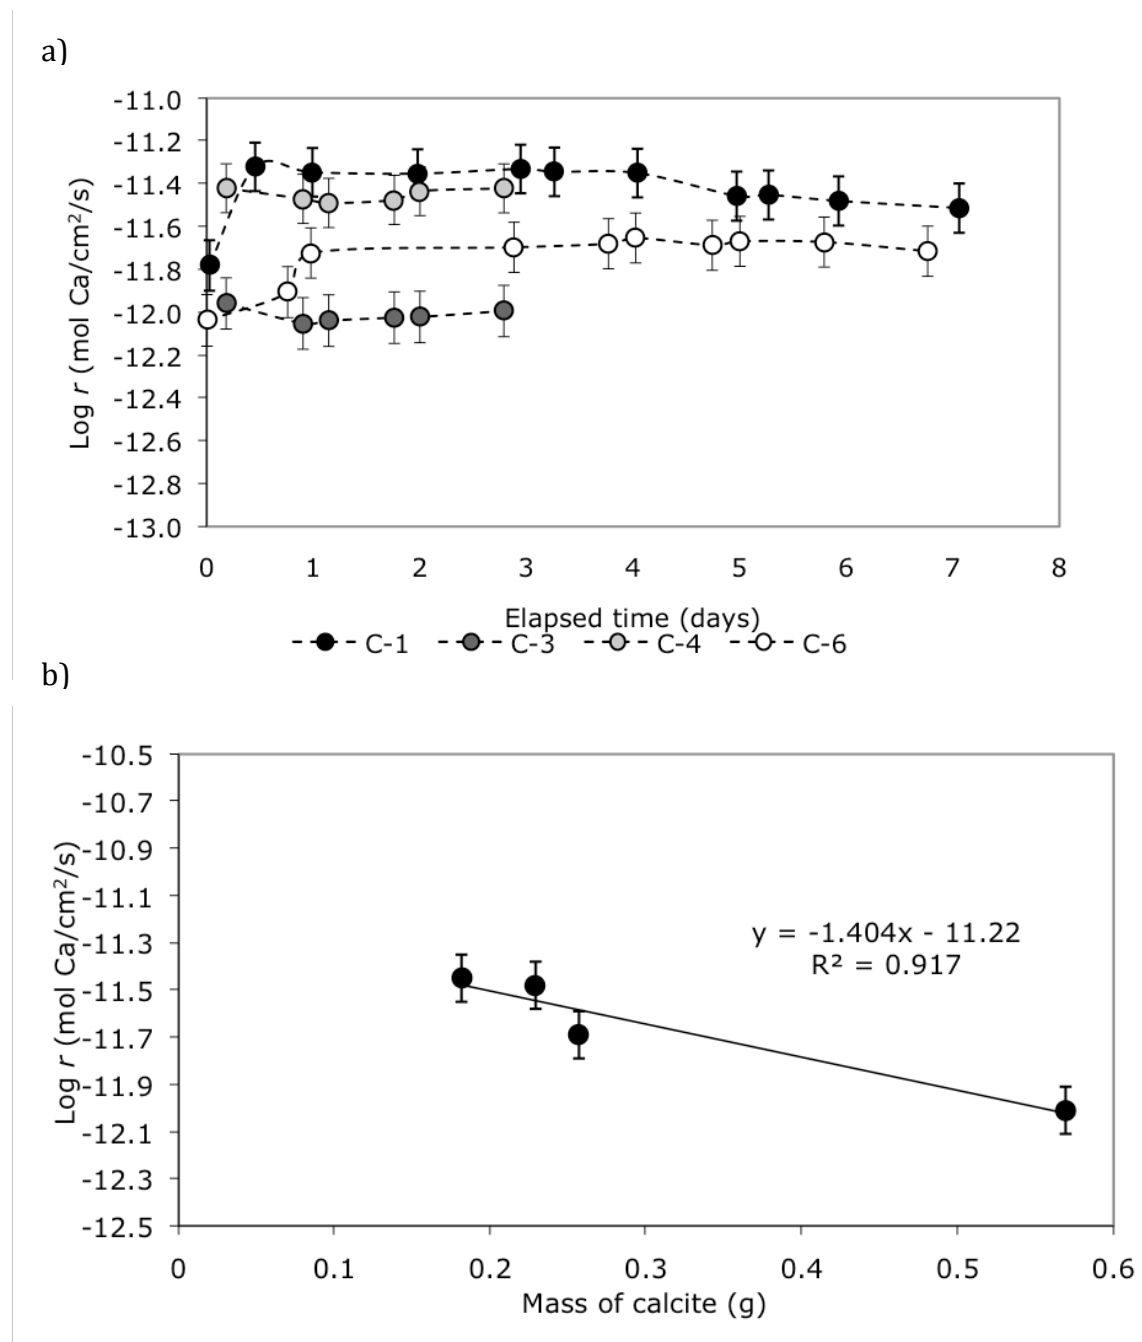 a)
-11.0
-11.2
-11.4
-11.6
-11.8
-12.0
-12.2
-12.4
-12.6
-12.8
-13.0
Log r (mol Ca/cm²/s)
0 1 2 3 4 5 6 7 8
Elapsed time (days)
C-1 C-3 C-4 C-6
b)
-10.5
-10.7
-10.9
-11.1
-11.3
-11.5
-11.7
-11.9
-12.1
-12.3
-12.5
Log r (mol Ca/cm²/s)
y = -1.404x - 11.22
R² = 0.917
0 0.1 0.2 0.3 0.4 0.5 0.6
Mass of calcite (g)